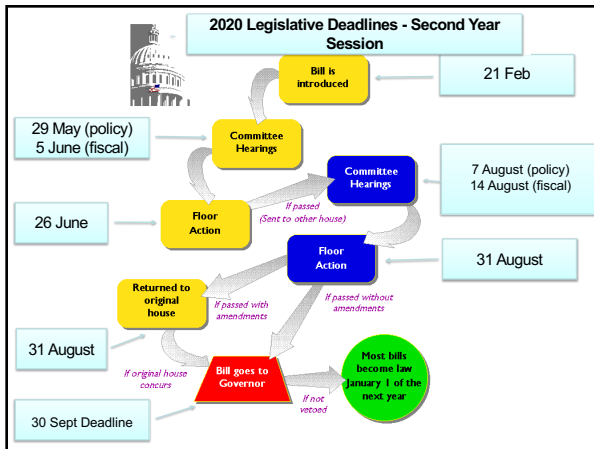 2020 Legislative Deadlines - Second Year
Session
Bill is
introduced
21 Feb
29 May (policy)
5 June (fiscal)
Committee
Hearings
Committee
Hearings
7 August (policy)
14 August (fiscal)
26 June
Floor
Action
If passed
(Sent to other house)
Floor
Action
31 August
Returned to
original
house
If passed with
amendments
If passed without
amendments
31 August
If original house
concurs
Bill goes to
Governor
If not
vetoed
Most bills
become law
January 1 of the
next year
30 Sept Deadline